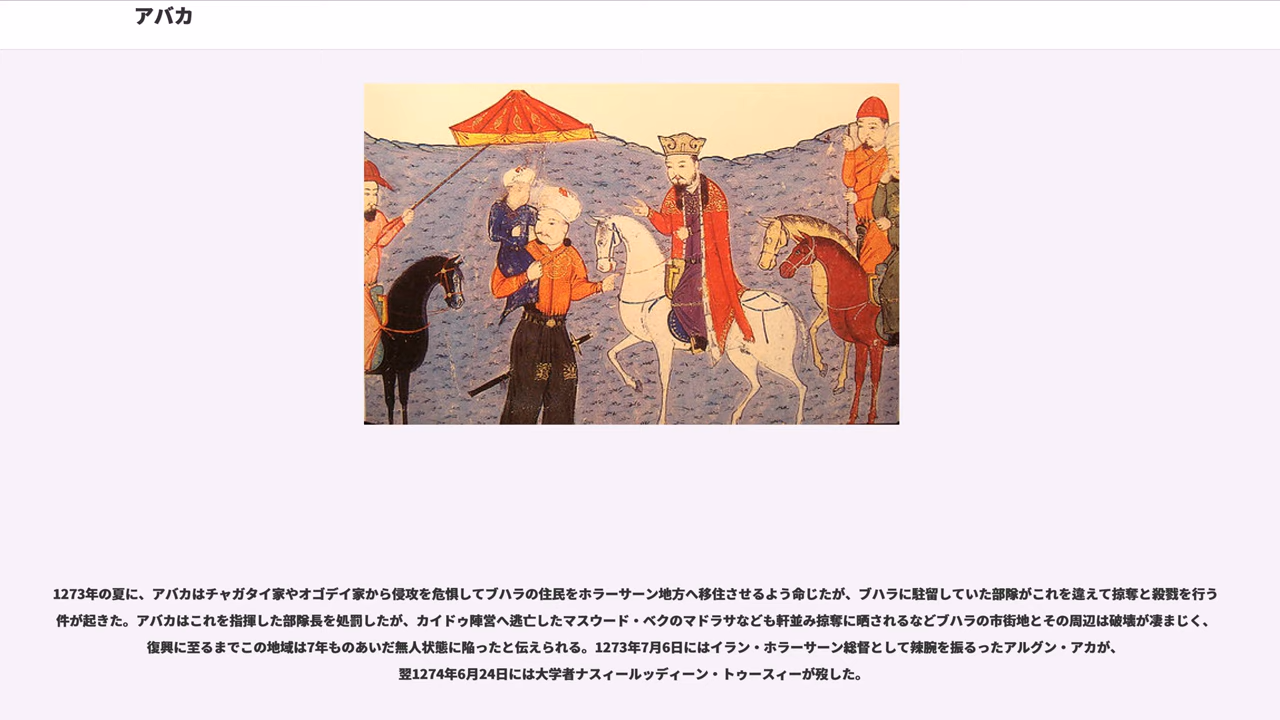 アバカ
1273年の夏に、アバカはチャガタイ家やオゴデイ家から侵攻を危惧してブハラの住民をホラーサーン地方へ移住させるよう命じたが、ブハラに駐留していた部隊がこれを違えて掠奪と殺戮を行う
件が起きた。アバカはこれを指揮した部隊長を処罰したが、カイドゥ陣営へ逃亡したマスウード・ベクのマドラサなども軒並み掠奪に晒されるなどブハラの市街地とその周辺は破壊が凄まじく、
復興に至るまでこの地域は7年ものあいだ無人状態に陥ったと伝えられる。1273年7月6日にはイラン・ホラーサーン総督として辣腕を振るったアルグン・アカが、
翌1274年6月24日には大学者ナスィールッディーン・トゥースィーが歿した。